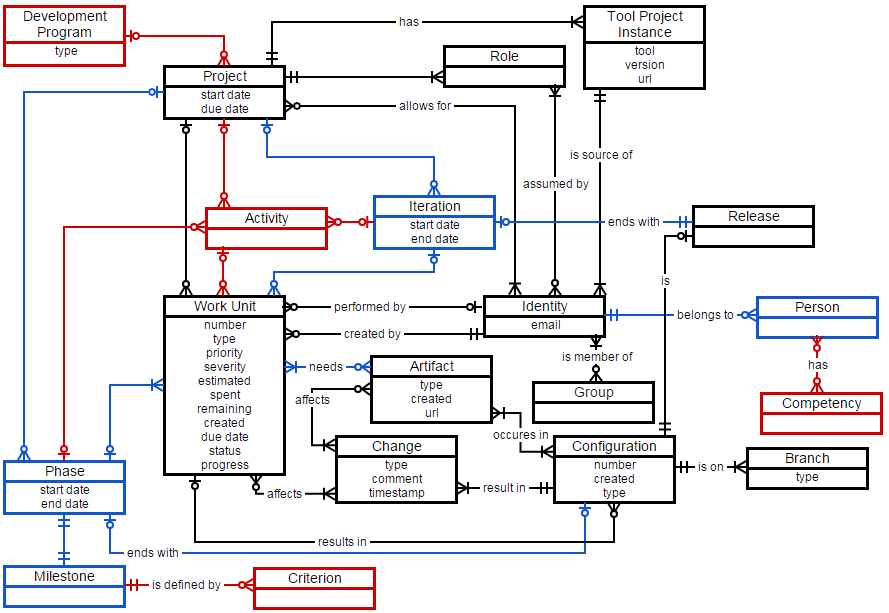 Development
Program
type
has
Tool Project
Instance
tool
version
url
Role
Project
start date
due date
allows for
is source of
assumed by
Activity
Iteration
start date
end date
ends with
Release
is
Work Unit
number
type
priority
severity
estimated
spent
remaining
created
due date
status
progress
performed by
created by
Identity
email
belongs to
Person
is member of
needs
Artifact
type
created
url
has
affects
Group
Competency
occures in
Change
type
comment
timestamp
Configuration
number
created
type
is on
Branch
type
Phase
start date
end date
affects
result in
results in
ends with
Milestone
is defined by
Criterion